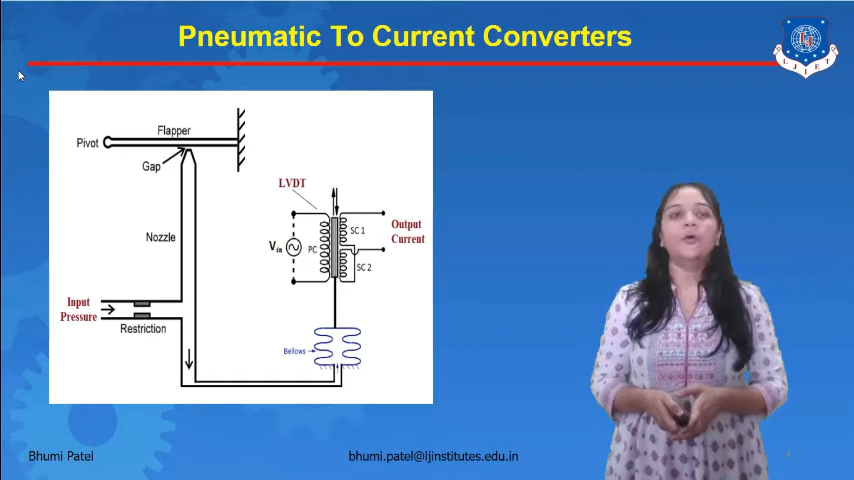 Pneumatic To Current Converters
L J I E T
Flapper
Pivot
Gap
LVDT
SC 1
Output
Current
Nozzle
Vin
PC
SC 2
Input
Pressure
Restriction
Bellows
Bhumi Patel
bhumi.patel@ljinstitutes.edu.in